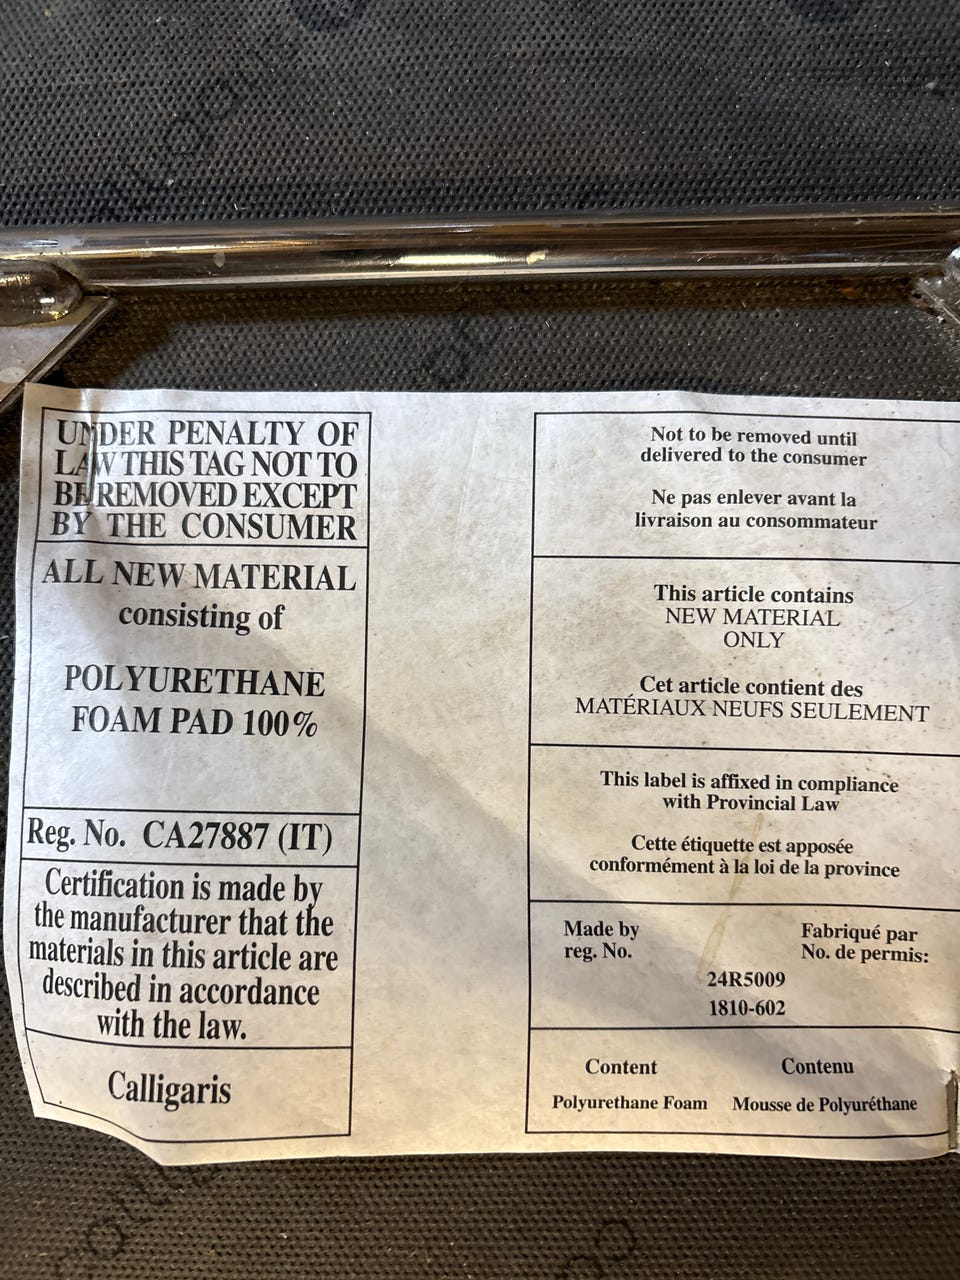 UNDER PENALTY OF
LAW THIS TAG NOT TO
BE REMOVED EXCEPT
BY THE CONSUMER
ALL NEW MATERIAL
consisting of
POLYURETHANE
FOAM PAD 100%
Reg. No. CA27887 (IT)
Certification is made by
the manufacturer that the
materials in this article are
described in accordance
with the law.
Calligaris
Not to be removed until
delivered to the consumer
Ne pas enlever avant la
livraison au consommateur
This article contains
NEW MATERIAL
ONLY
Cet article contient des
MATÉRIAUX NEUFS SEULEMENT
This label is affixed in compliance
with Provincial Law
Cette étiquette est apposée
conformément à la loi de la province
Made by
reg. No.
Fabriqué par
No. de permis:
24R5009
1810-602
Content
Contenu
Polyurethane Foam
Mousse de Polyuréthane